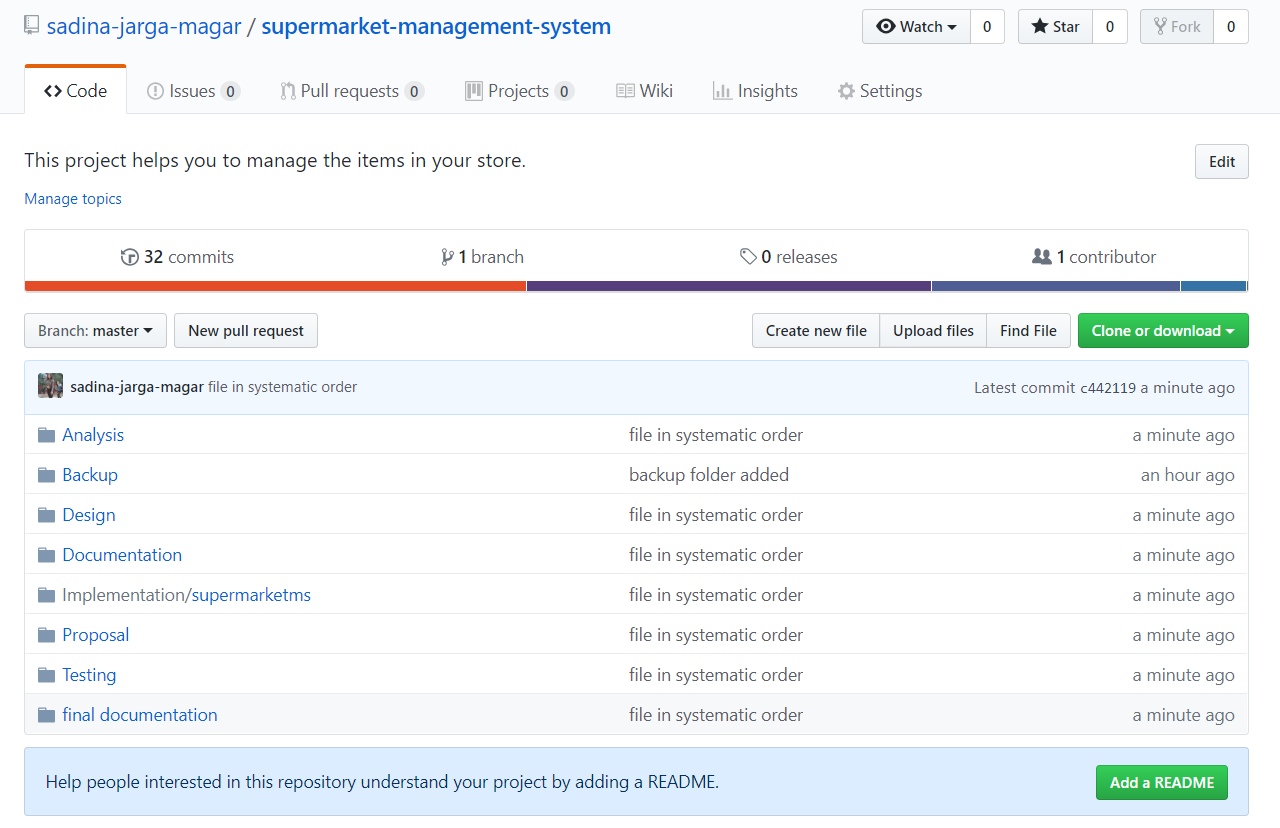 sadina-jarga-magar / supermarket-management-system Watch 0 Star 0 Fork 0
Code Issues 0 Pull requests 0 Projects 0 Wiki Insights Settings
This project helps you to manage the items in your store. Edit
Manage topics
32 commits 1 branch 0 releases 1 contributor
Branch: master New pull request Create new file Upload files Find File Clone or download
sadina-jarga-magar file in systematic order Latest commit c442119 a minute ago
Analysis file in systematic order a minute ago
Backup backup folder added an hour ago
Design file in systematic order a minute ago
Documentation file in systematic order a minute ago
Implementation/supermarketms file in systematic order a minute ago
Proposal file in systematic order a minute ago
Testing file in systematic order a minute ago
final documentation file in systematic order a minute ago
Help people interested in this repository understand your project by adding a README. Add a README